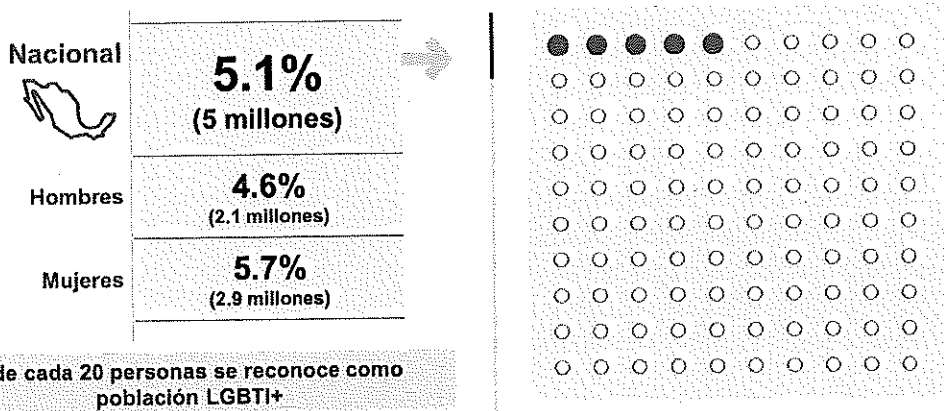 Nacional
5.1%
(5 millones)
Hombres
4.6%
(2.1 millones)
Mujeres
5.7%
(2.9 millones)
de cada 20 personas se reconoce como
población LGBTI+